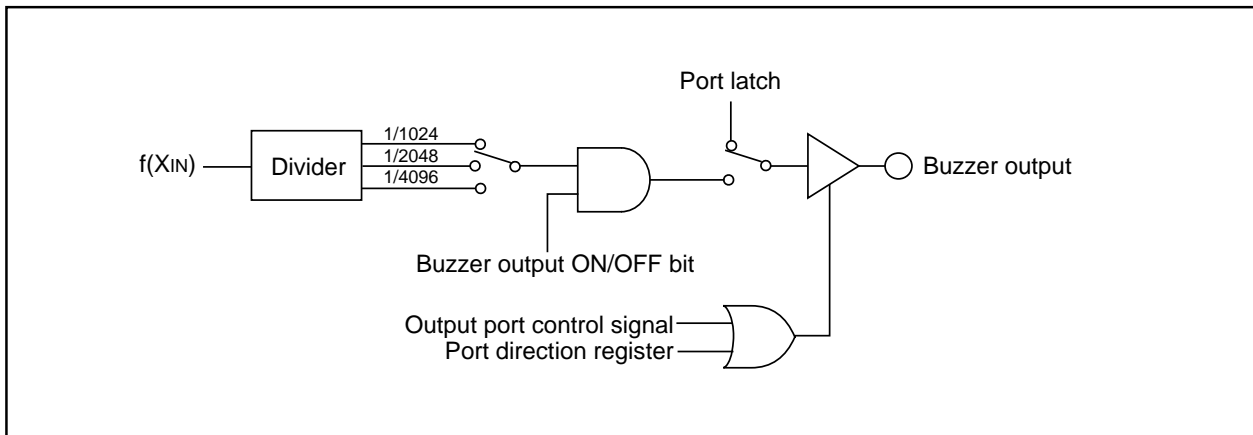 Port latch
1/1024
f(XIN)
Divider
1/2048
1/4096
Buzzer output
Buzzer output ON/OFF bit
Output port control signal
Port direction register